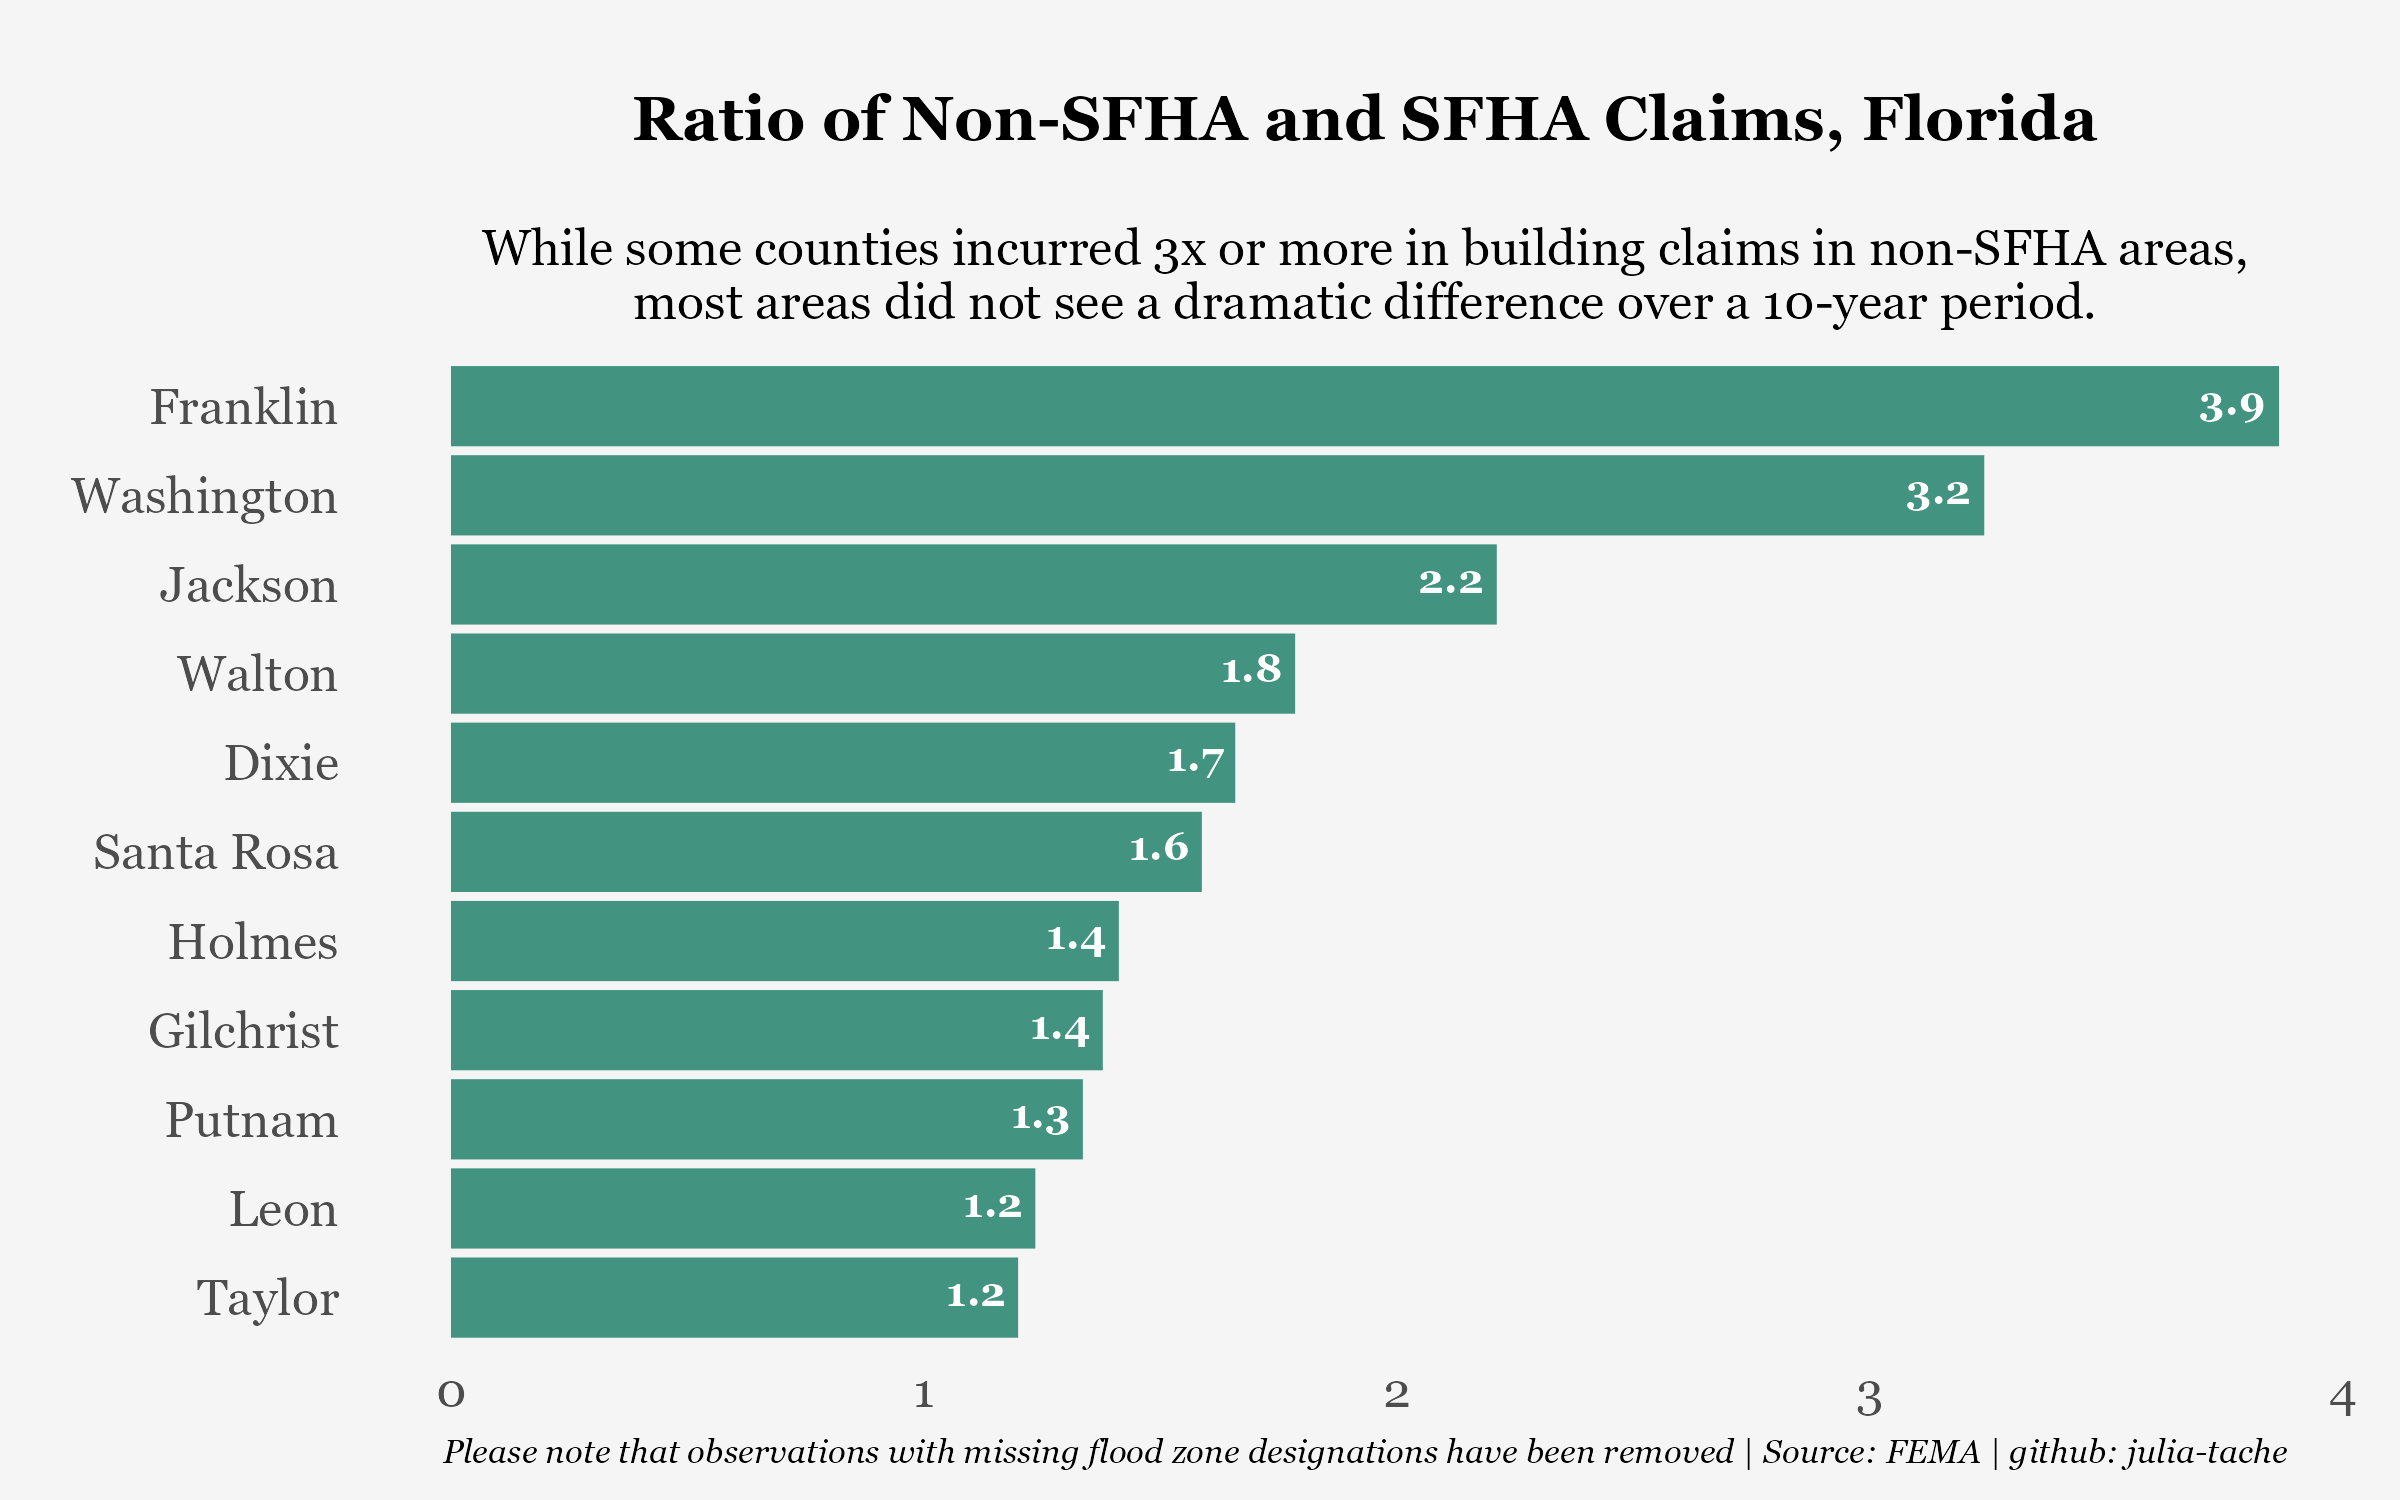 Ratio of Non-SFHA and SFHA Claims, Florida
While some counties incurred 3x or more in building claims in non-SFHA areas,
most areas did not see a dramatic difference over a 10-year period.
Franklin 3.9
Washington 3.2
Jackson 2.2
Walton 1.8
Dixie 1.7
Santa Rosa 1.6
Holmes 1.4
Gilchrist 1.4
Putnam 1.3
Leon 1.2
Taylor 1.2
0 1 2 3 4
Please note that observations with missing flood zone designations have been removed | Source: FEMA | github: julia-tache